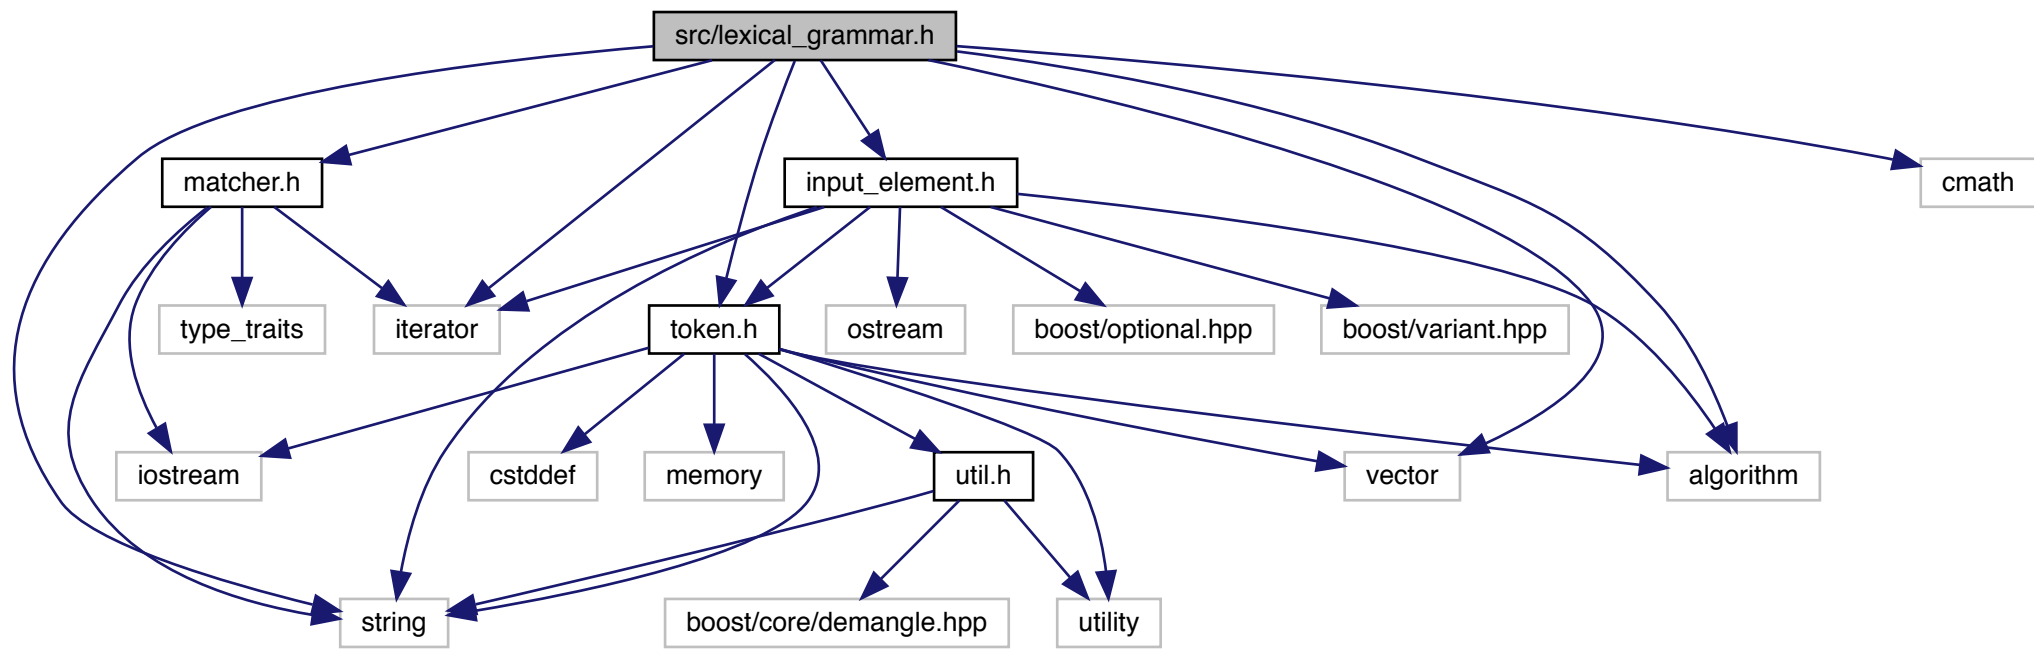 src/lexical_grammar.h
matcher.h
input_element.h
cmath
type_traits
iterator
token.h
ostream
boost/optional.hpp
boost/variant.hpp
iostream
cstddef
memory
util.h
vector
algorithm
string
boost/core/demangle.hpp
utility